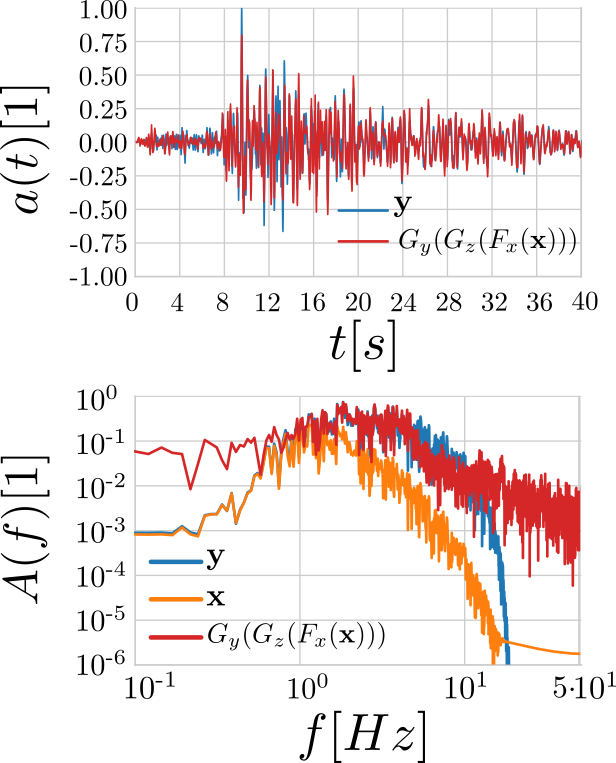 1.00
0.75
0.50
0.25
0.00
-0.25
-0.50
-0.75
-1.00
a(t)[1]
y
G_y(G_z(F_x(x)))
0 4 8 12 16 20 24 28 32 36 40
t[s]
10^0
10^-1
10^-2
10^-3
10^-4
10^-5
10^-6
A(f)[1]
y
x
G_y(G_z(F_x(x)))
10^-1 10^0 10^1 5·10^1
f[Hz]